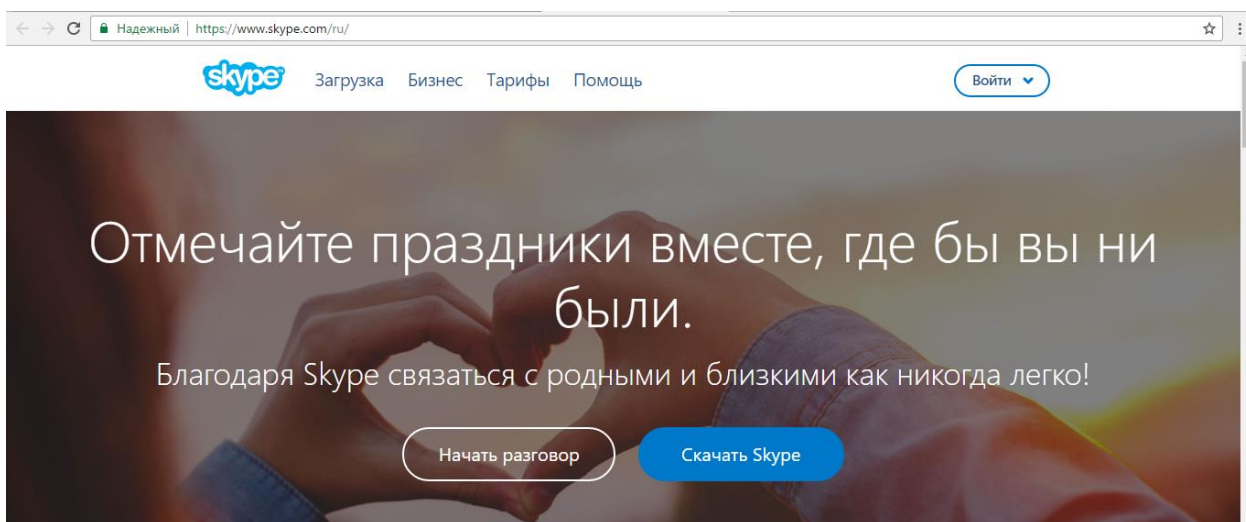 Надежный | https://www.skype.com/ru/
skype Загрузка Бизнес Тарифы Помощь Войти
Отмечайте праздники вместе, где бы вы ни
были.
Благодаря Skype связаться с родными и близкими как никогда легко!
Начать разговор Скачать Skype